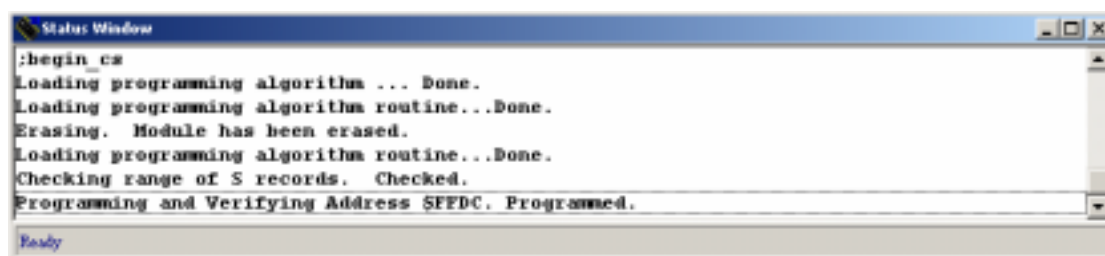 Status Window
;begin_cs
Loading programming algorithm ... Done.
Loading programming algorithm routine...Done.
Erasing.  Module has been erased.
Loading programming algorithm routine...Done.
Checking range of S records.  Checked.
Programming and Verifying Address $FFDC. Programmed.
Ready